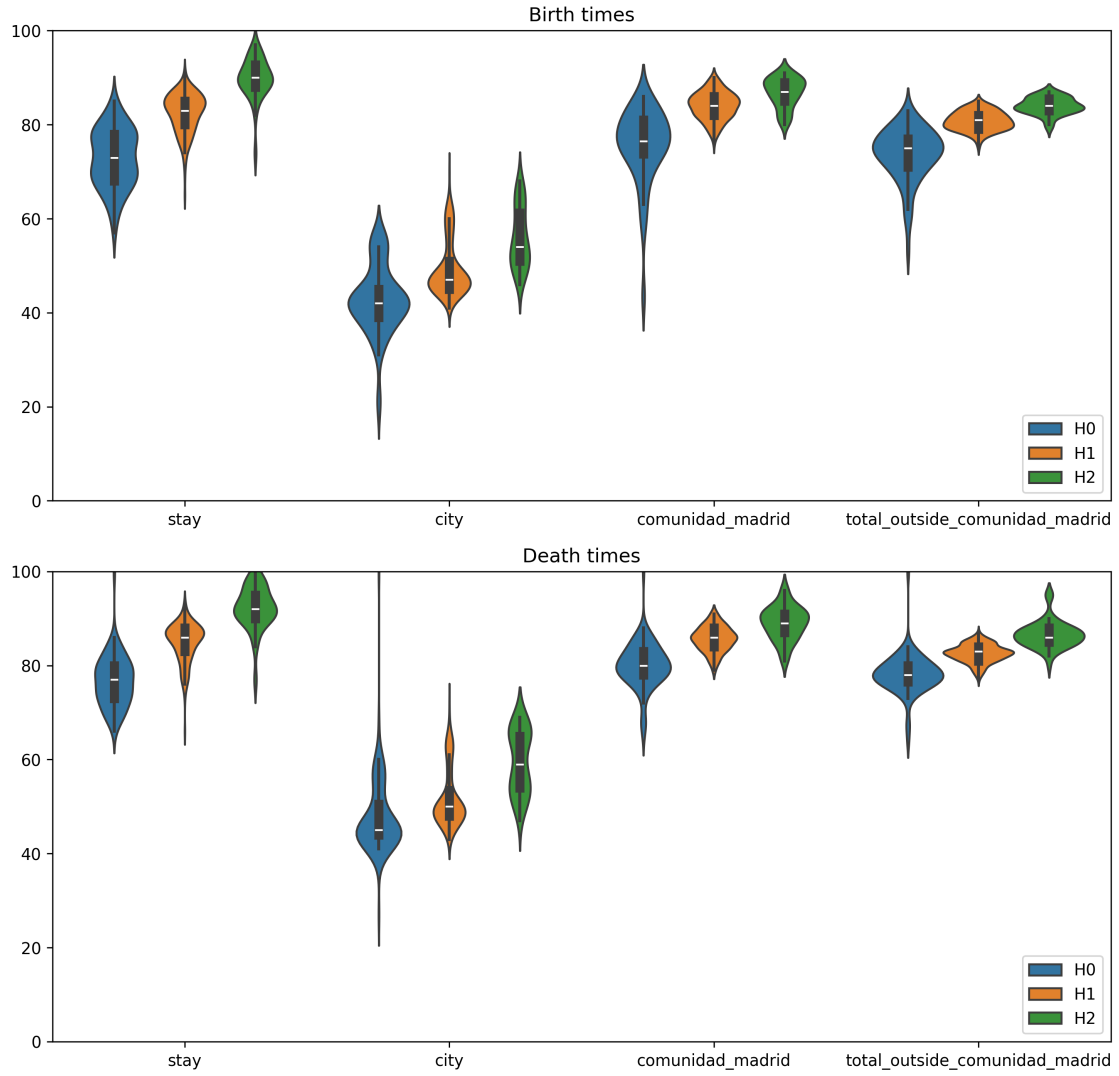 Birth times
100
80
60
40
20
0
H0
H1
H2
stay city comunidad_madrid total_outside_comunidad_madrid
Death times
100
80
60
40
20
0
H0
H1
H2
stay city comunidad_madrid total_outside_comunidad_madrid